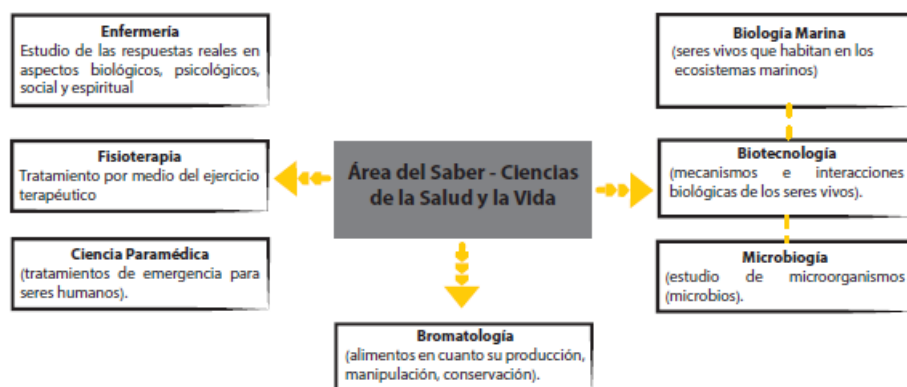 Enfermería
Estudio de las respuestas reales en
aspectos biológicos, psicológicos,
social y espiritual
Fisioterapia
Tratamiento por medio del ejercicio
terapéutico
Ciencia Paramédica
(tratamientos de emergencia para
seres humanos).
Área del Saber - Ciencias
de la Salud y la Vida
Bromatología
(alimentos en cuanto su producción,
manipulación, conservación).
Biología Marina
(seres vivos que habitan en los
ecosistemas marinos)
Biotecnología
(mecanismos e interacciones
biológicas de los seres vivos).
Microbiogía
(estudio de microorganismos
(microbios).